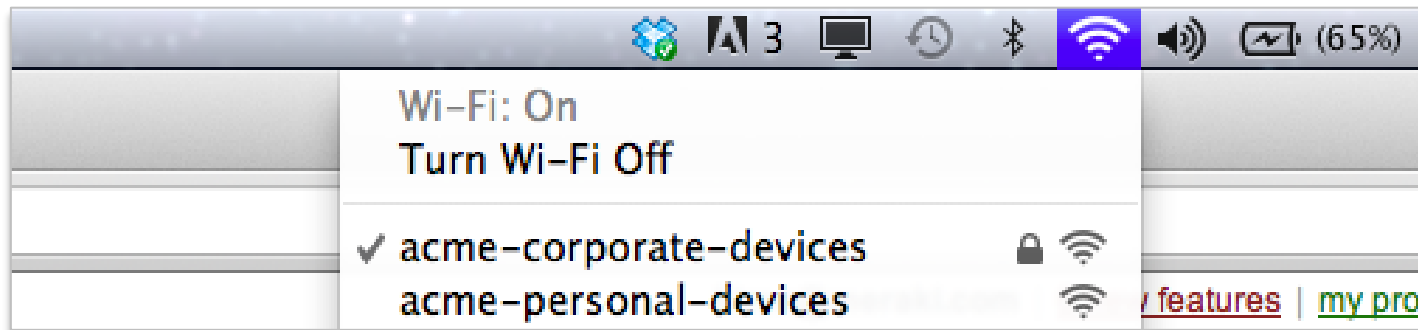 3 (65%)
Wi-Fi: On
Turn Wi-Fi Off
acme-corporate-devices
acme-personal-devices features | my pro